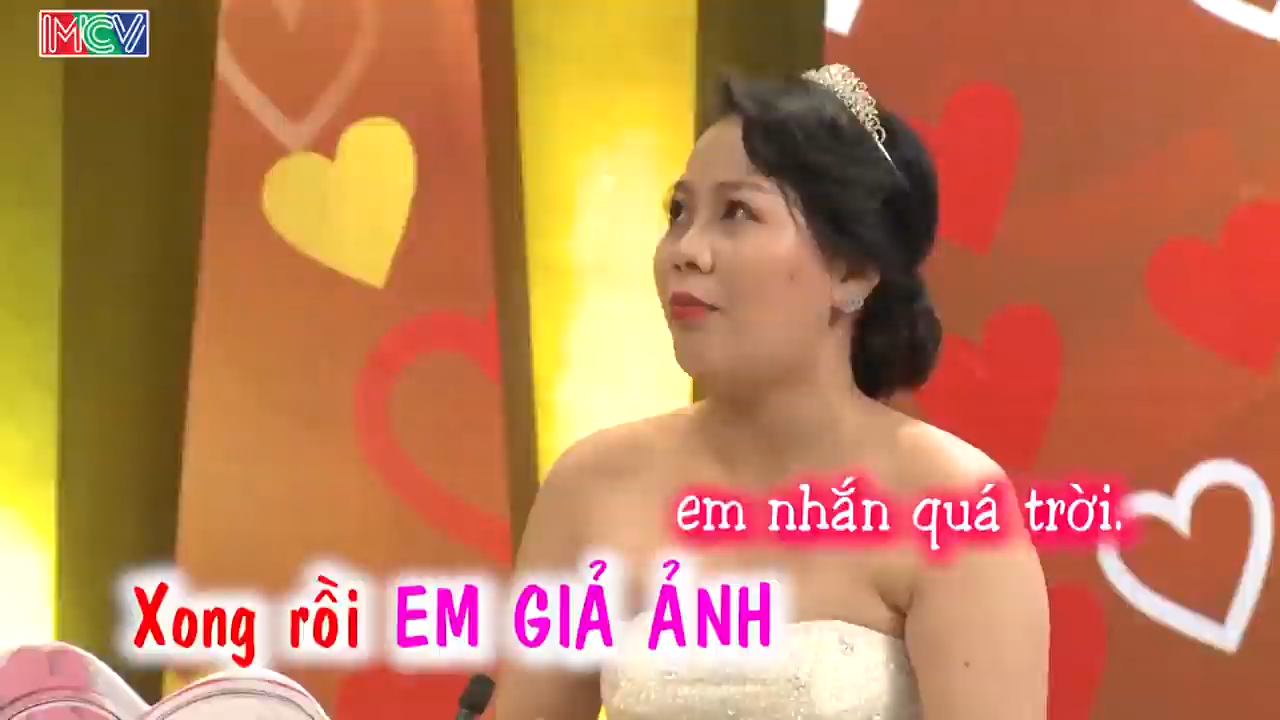 MCV
em nhắn quá trời.
Xong rồi EM GIẢ ẢNH